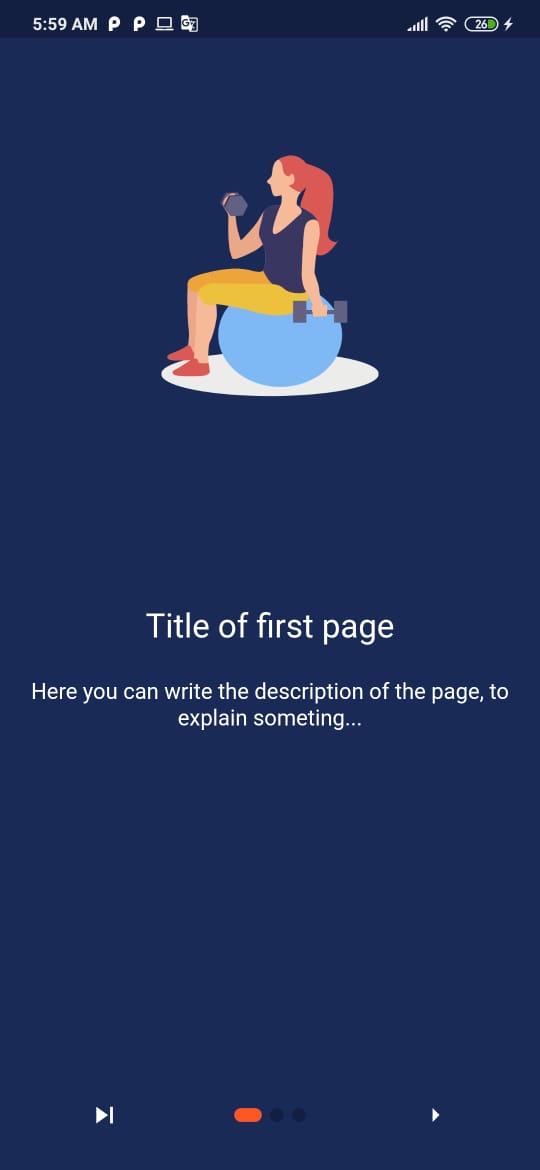 5:59 AM
26
Title of first page
Here you can write the description of the page, to
explain someting...